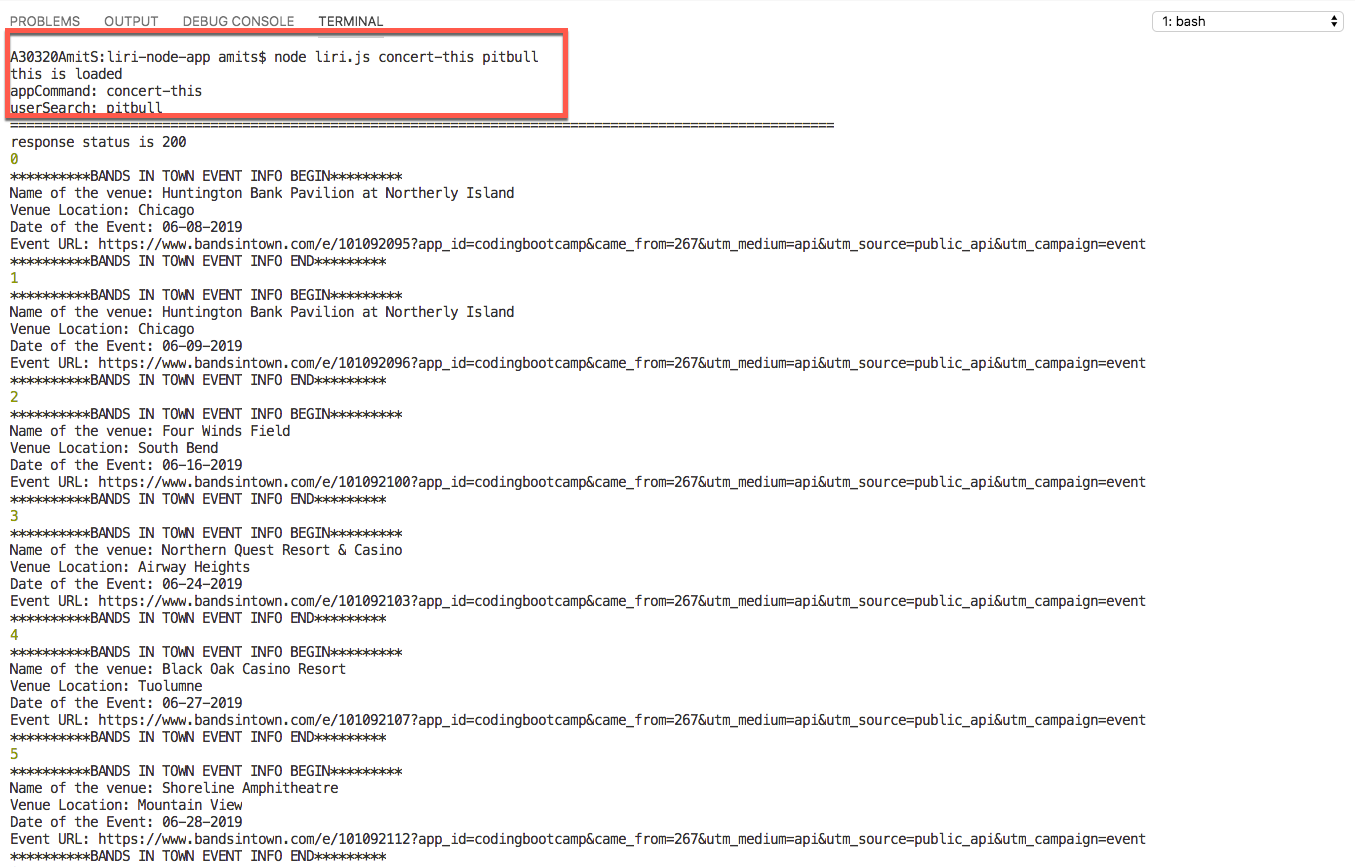 PROBLEMS OUTPUT DEBUG CONSOLE TERMINAL 1: bash
A30320AmitS:liri-node-app amits$ node liri.js concert-this pitbull
this is loaded
appCommand: concert-this
userSearch: pitbull
=======================================================================================================
response status is 200
0
**********BANDS IN TOWN EVENT INFO BEGIN*********
Name of the venue: Huntington Bank Pavilion at Northerly Island
Venue Location: Chicago
Date of the Event: 06-08-2019
Event URL: https://www.bandsintown.com/e/101092095?app_id=codingbootcamp&came_from=267&utm_medium=api&utm_source=public_api&utm_campaign=event
**********BANDS IN TOWN EVENT INFO END*********
1
**********BANDS IN TOWN EVENT INFO BEGIN*********
Name of the venue: Huntington Bank Pavilion at Northerly Island
Venue Location: Chicago
Date of the Event: 06-09-2019
Event URL: https://www.bandsintown.com/e/101092096?app_id=codingbootcamp&came_from=267&utm_medium=api&utm_source=public_api&utm_campaign=event
**********BANDS IN TOWN EVENT INFO END*********
2
**********BANDS IN TOWN EVENT INFO BEGIN*********
Name of the venue: Four Winds Field
Venue Location: South Bend
Date of the Event: 06-16-2019
Event URL: https://www.bandsintown.com/e/101092100?app_id=codingbootcamp&came_from=267&utm_medium=api&utm_source=public_api&utm_campaign=event
**********BANDS IN TOWN EVENT INFO END*********
3
**********BANDS IN TOWN EVENT INFO BEGIN*********
Name of the venue: Northern Quest Resort & Casino
Venue Location: Airway Heights
Date of the Event: 06-24-2019
Event URL: https://www.bandsintown.com/e/101092103?app_id=codingbootcamp&came_from=267&utm_medium=api&utm_source=public_api&utm_campaign=event
**********BANDS IN TOWN EVENT INFO END*********
4
**********BANDS IN TOWN EVENT INFO BEGIN*********
Name of the venue: Black Oak Casino Resort
Venue Location: Tuolumne
Date of the Event: 06-27-2019
Event URL: https://www.bandsintown.com/e/101092107?app_id=codingbootcamp&came_from=267&utm_medium=api&utm_source=public_api&utm_campaign=event
**********BANDS IN TOWN EVENT INFO END*********
5
**********BANDS IN TOWN EVENT INFO BEGIN*********
Name of the venue: Shoreline Amphitheatre
Venue Location: Mountain View
Date of the Event: 06-28-2019
Event URL: https://www.bandsintown.com/e/101092112?app_id=codingbootcamp&came_from=267&utm_medium=api&utm_source=public_api&utm_campaign=event
**********BANDS IN TOWN EVENT INFO END*********